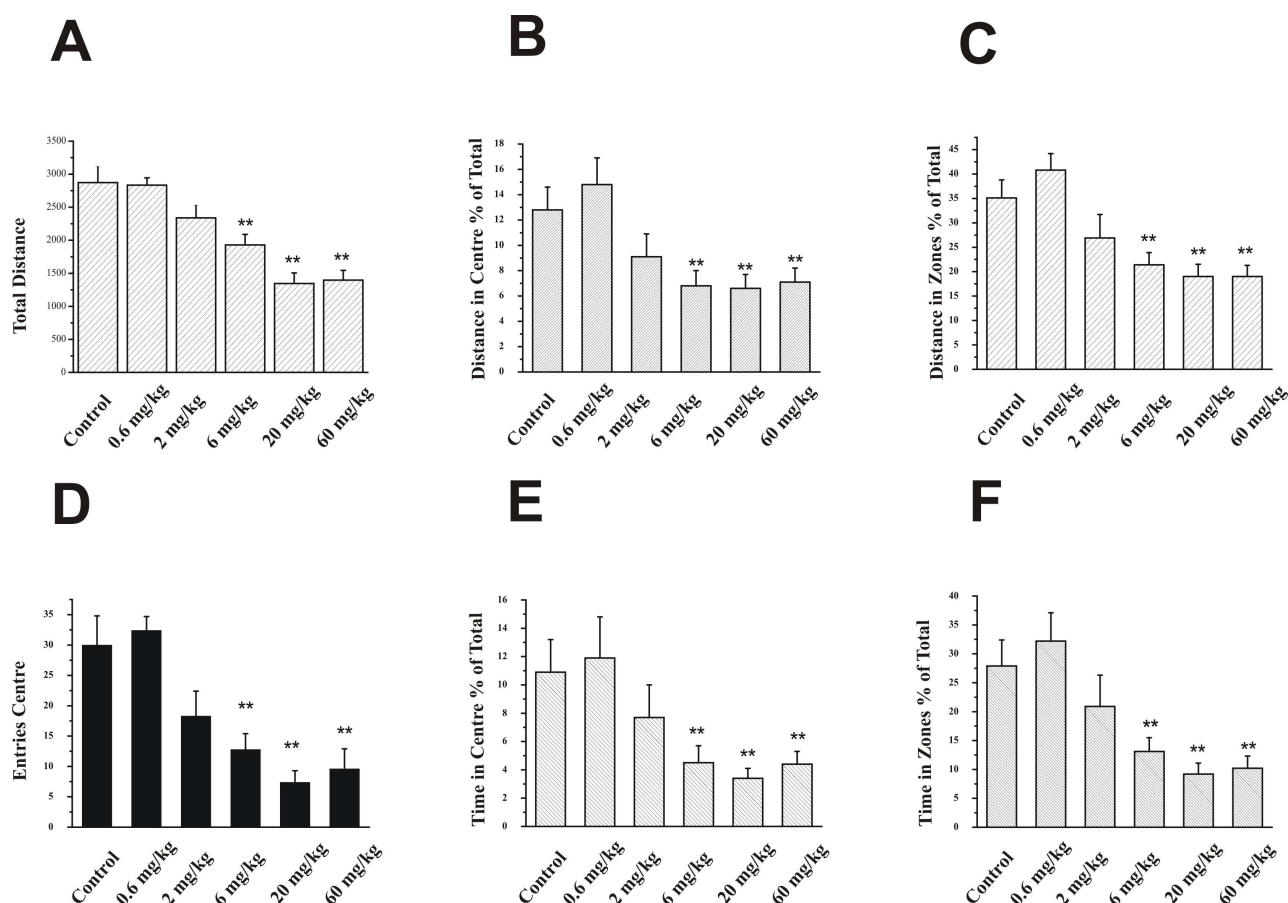 A
B
C
Total Distance
3500
3000
2500
2000
1500
1000
500
0
**
**
**
Control
0.6 mg/kg
2 mg/kg
6 mg/kg
20 mg/kg
60 mg/kg
Distance in Centre % of Total
18
16
14
12
10
8
6
4
2
0
**
**
**
Control
0.6 mg/kg
2 mg/kg
6 mg/kg
20 mg/kg
60 mg/kg
Distance in Zones % of Total
45
40
35
30
25
20
15
10
5
0
**
**
**
Control
0.6 mg/kg
2 mg/kg
6 mg/kg
20 mg/kg
60 mg/kg
D
E
F
Entries Centre
35
30
25
20
15
10
5
0
**
**
**
Control
0.6 mg/kg
2 mg/kg
6 mg/kg
20 mg/kg
60 mg/kg
Time in Centre % of Total
16
14
12
10
8
6
4
2
0
**
**
**
Control
0.6 mg/kg
2 mg/kg
6 mg/kg
20 mg/kg
60 mg/kg
Time in Zones % of Total
40
35
30
25
20
15
10
5
0
**
**
**
Control
0.6 mg/kg
2 mg/kg
6 mg/kg
20 mg/kg
60 mg/kg